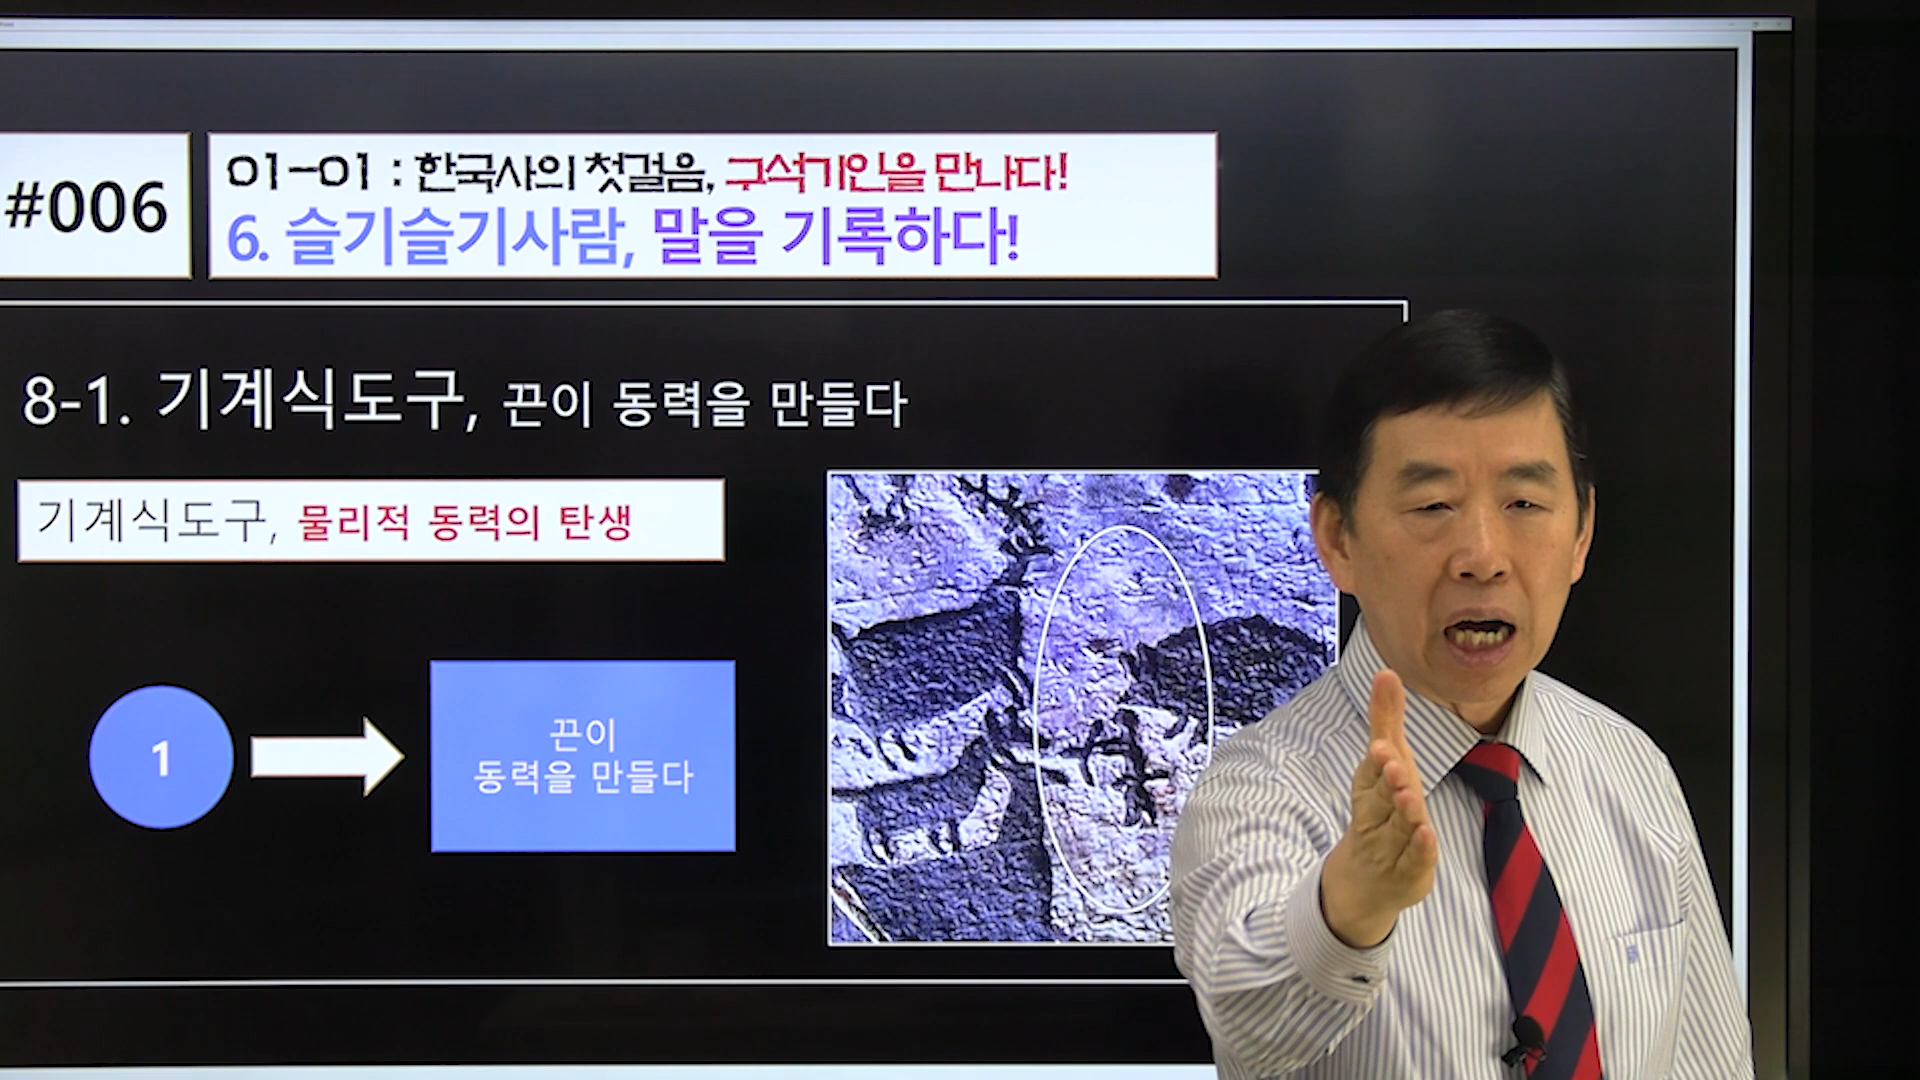 #006
01-01 : 한국사의 첫걸음, 구석기인을 만나다!
6. 슬기슬기사람, 말을 기록하다!
8-1. 기계식도구, 끈이 동력을 만들다
기계식도구, 물리적 동력의 탄생
1
끈이
동력을 만들다